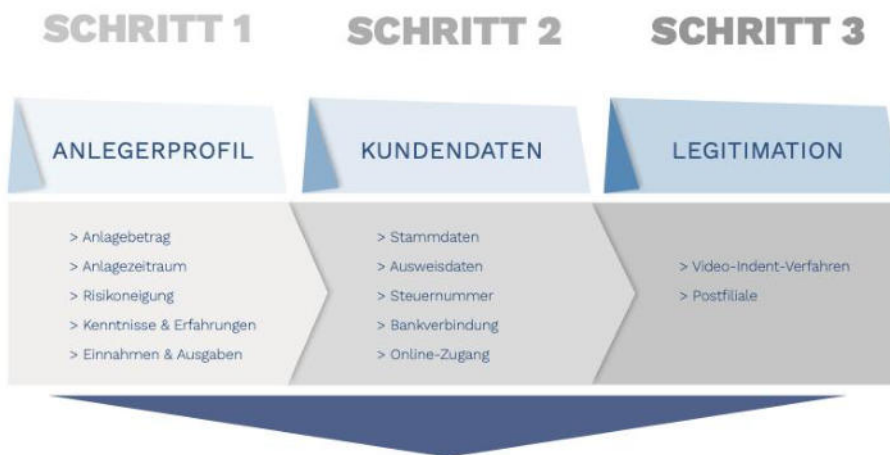 SCHRITT 1
SCHRITT 2
SCHRITT 3
ANLEGERPROFIL
KUNDENDATEN
LEGITIMATION
> Anlagebetrag
> Anlagezeitraum
> Risikoneigung
> Kenntnisse & Erfahrungen
> Einnahmen & Ausgaben
> Stammdaten
> Ausweisdaten
> Steuernummer
> Bankverbindung
> Online-Zugang
> Video-Indent-Verfahren
> Postfiliale